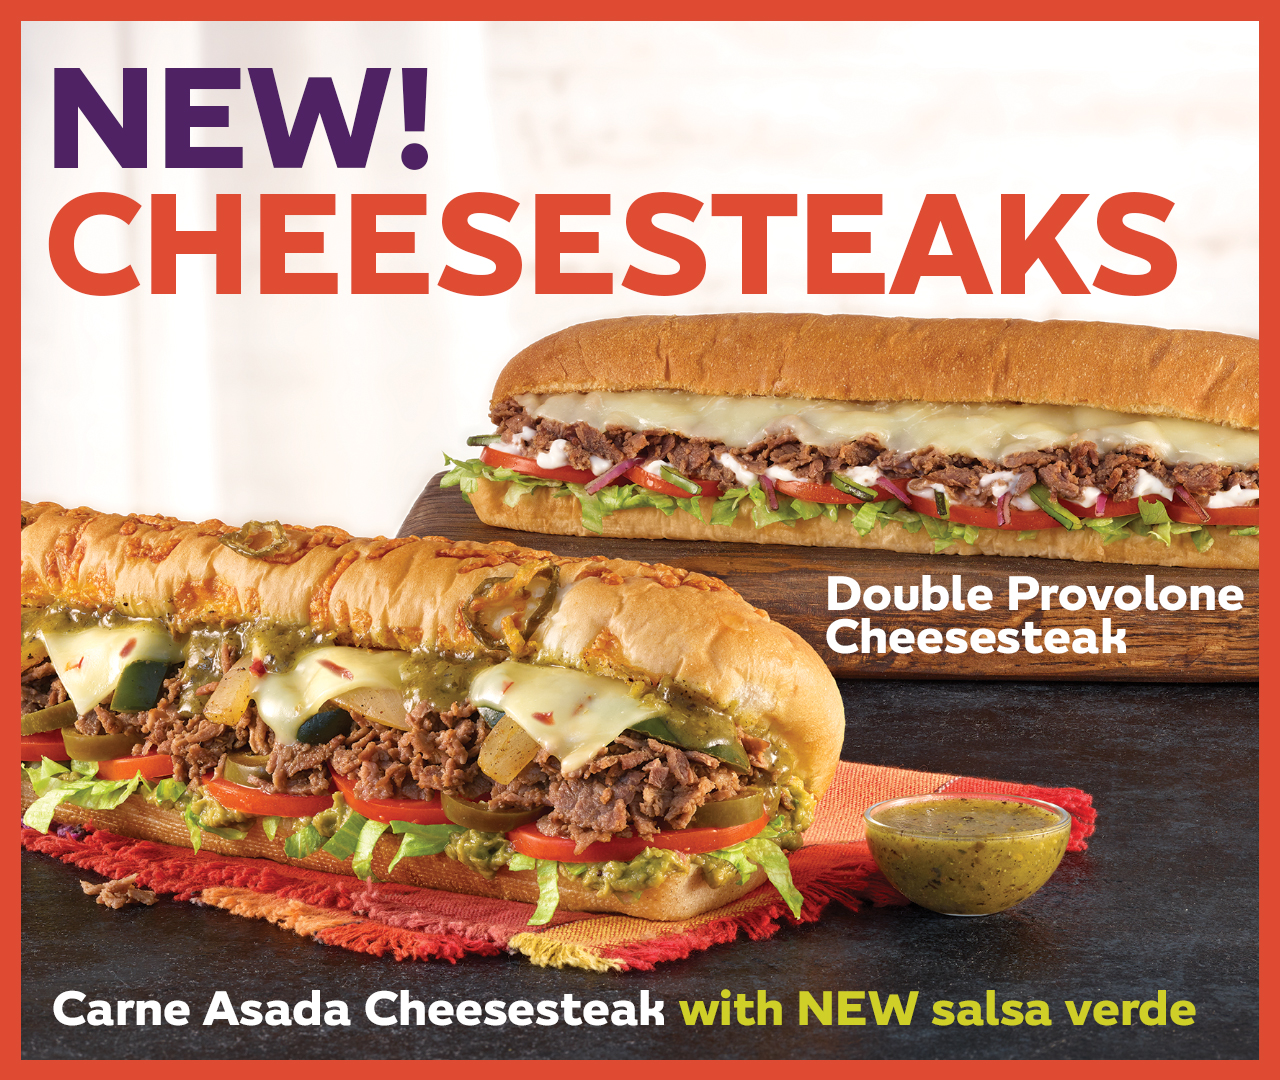 NEW!
CHEESESTEAKS
Double Provolone
Cheesesteak
Carne Asada Cheesesteak with NEW salsa verde